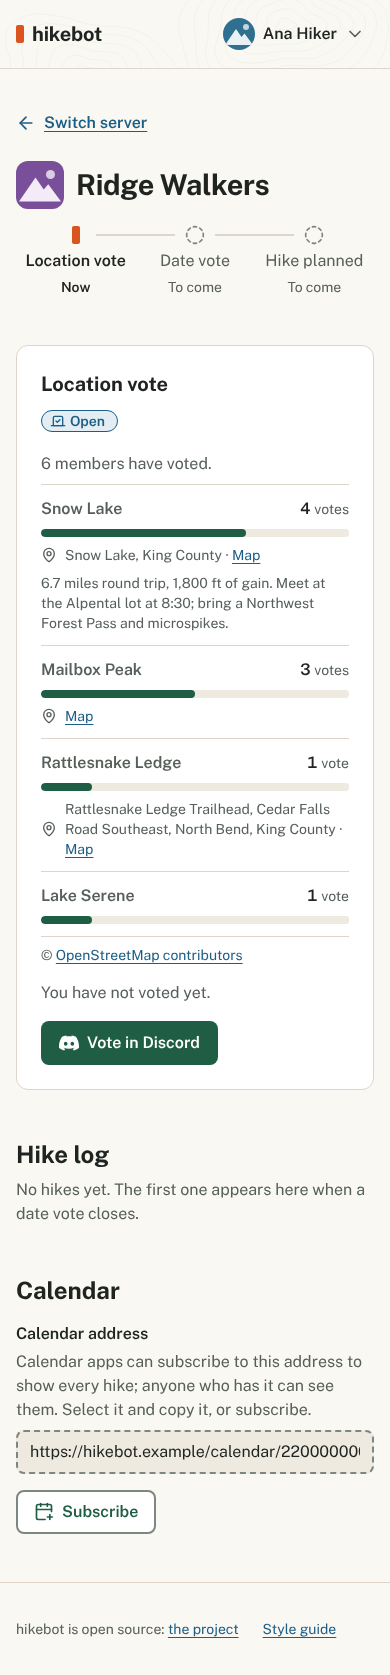 hikebot
Ana Hiker
Switch server
Ridge Walkers
Location vote
Date vote
Hike planned
Now
To come
To come
Location vote
Open
6 members have voted.
Snow Lake
4 votes
Snow Lake, King County · Map
6.7 miles round trip, 1,800 ft of gain. Meet at
the Alpental lot at 8:30; bring a Northwest
Forest Pass and microspikes.
Mailbox Peak
3 votes
Map
Rattlesnake Ledge
1 vote
Rattlesnake Ledge Trailhead, Cedar Falls
Road Southeast, North Bend, King County ·
Map
Lake Serene
1 vote
© OpenStreetMap contributors
You have not voted yet.
Vote in Discord
Hike log
No hikes yet. The first one appears here when a
date vote closes.
Calendar
Calendar address
Calendar apps can subscribe to this address to
show every hike; anyone who has it can see
them. Select it and copy it, or subscribe.
https://hikebot.example/calendar/220000000
Subscribe
hikebot is open source: the project
Style guide